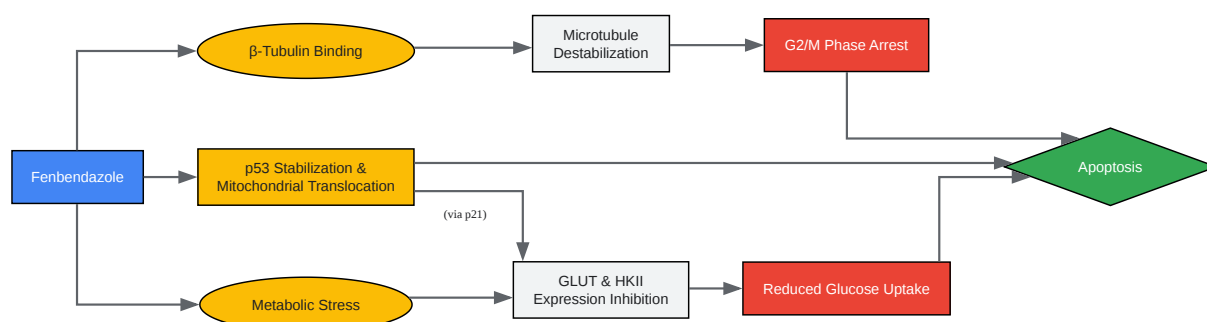 β-Tubulin Binding
Microtubule
Destabilization
G2/M Phase Arrest
Fenbendazole
p53 Stabilization &
Mitochondrial Translocation
Apoptosis
(via p21)
Metabolic Stress
GLUT & HKII
Expression Inhibition
Reduced Glucose Uptake